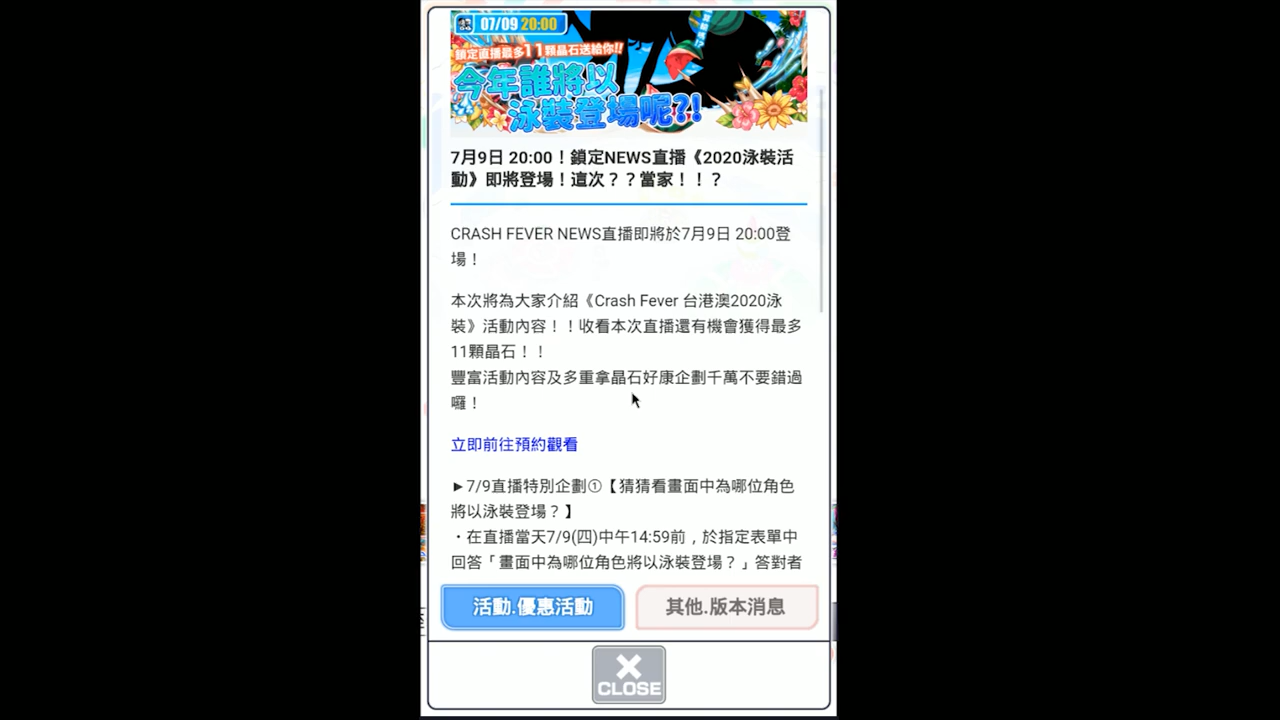 07/09 20:00
鎖定直播最多11顆晶石送給你!!
今年誰將以
泳裝登場呢?!
7月9日 20:00！鎖定NEWS直播《2020泳裝活
動》即將登場！這次？？當家！！？
CRASH FEVER NEWS直播即將於7月9日 20:00登
場！
本次將為大家介紹《Crash Fever 台港澳2020泳
裝》活動內容！！收看本次直播還有機會獲得最多
11顆晶石！！
豐富活動內容及多重拿晶石好康企劃千萬不要錯過
囉！
立即前往預約觀看
►7/9直播特別企劃①【猜猜看畫面中為哪位角色
將以泳裝登場？】
・在直播當天7/9(四)中午14:59前，於指定表單中
回答「畫面中為哪位角色將以泳裝登場？」答對者
活動.優惠活動
其他.版本消息
CLOSE